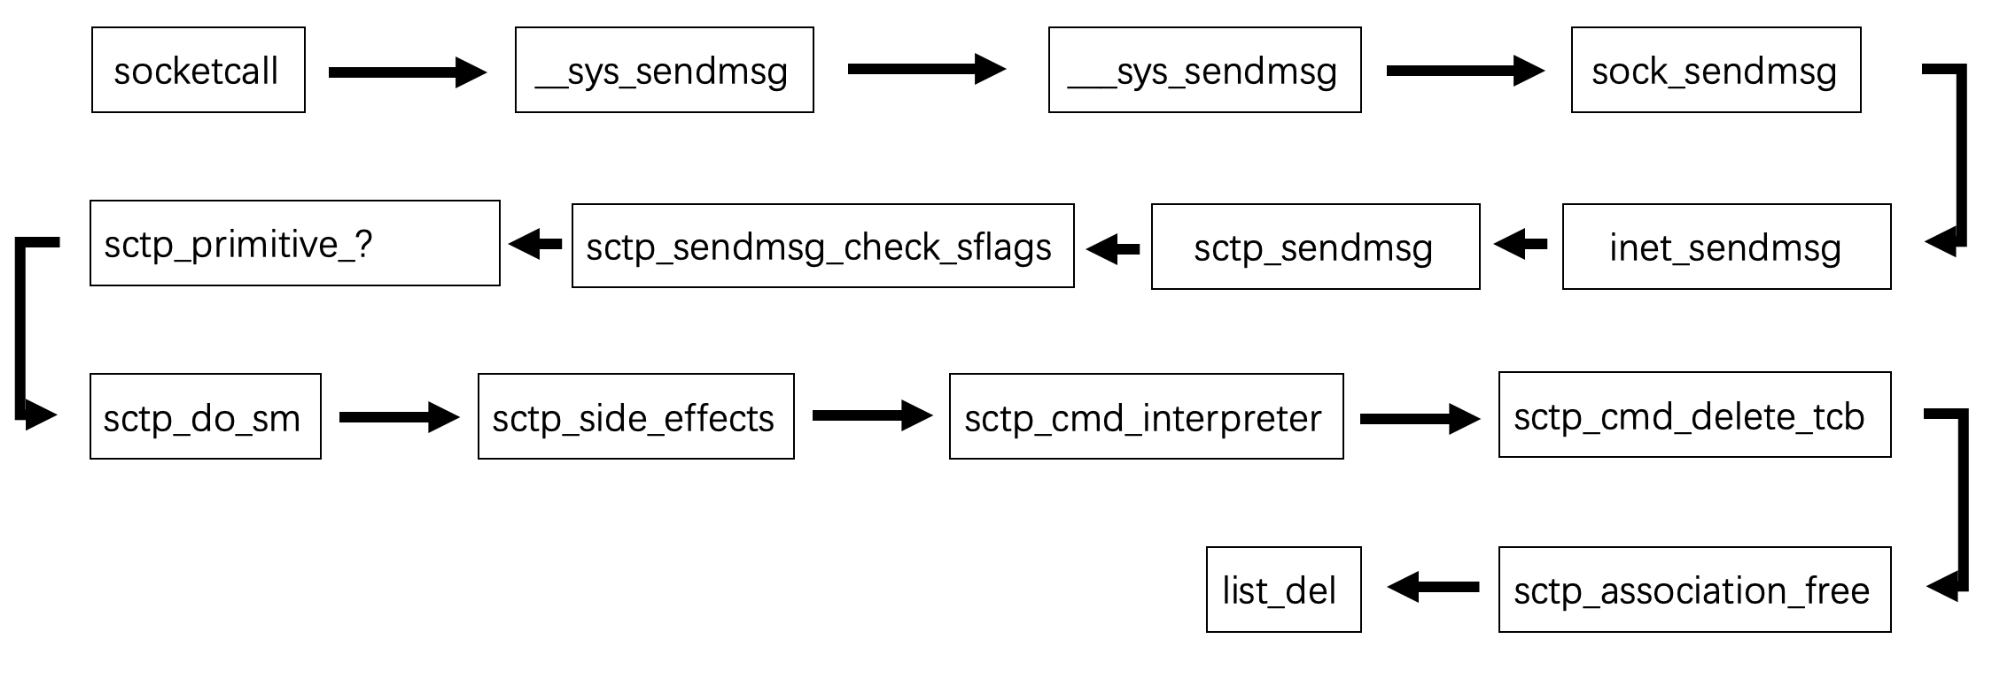 socketcall
__sys_sendmsg
___sys_sendmsg
sock_sendmsg
inet_sendmsg
sctp_sendmsg
sctp_sendmsg_check_sflags
sctp_primitive_?
sctp_do_sm
sctp_side_effects
sctp_cmd_interpreter
sctp_cmd_delete_tcb
sctp_association_free
list_del